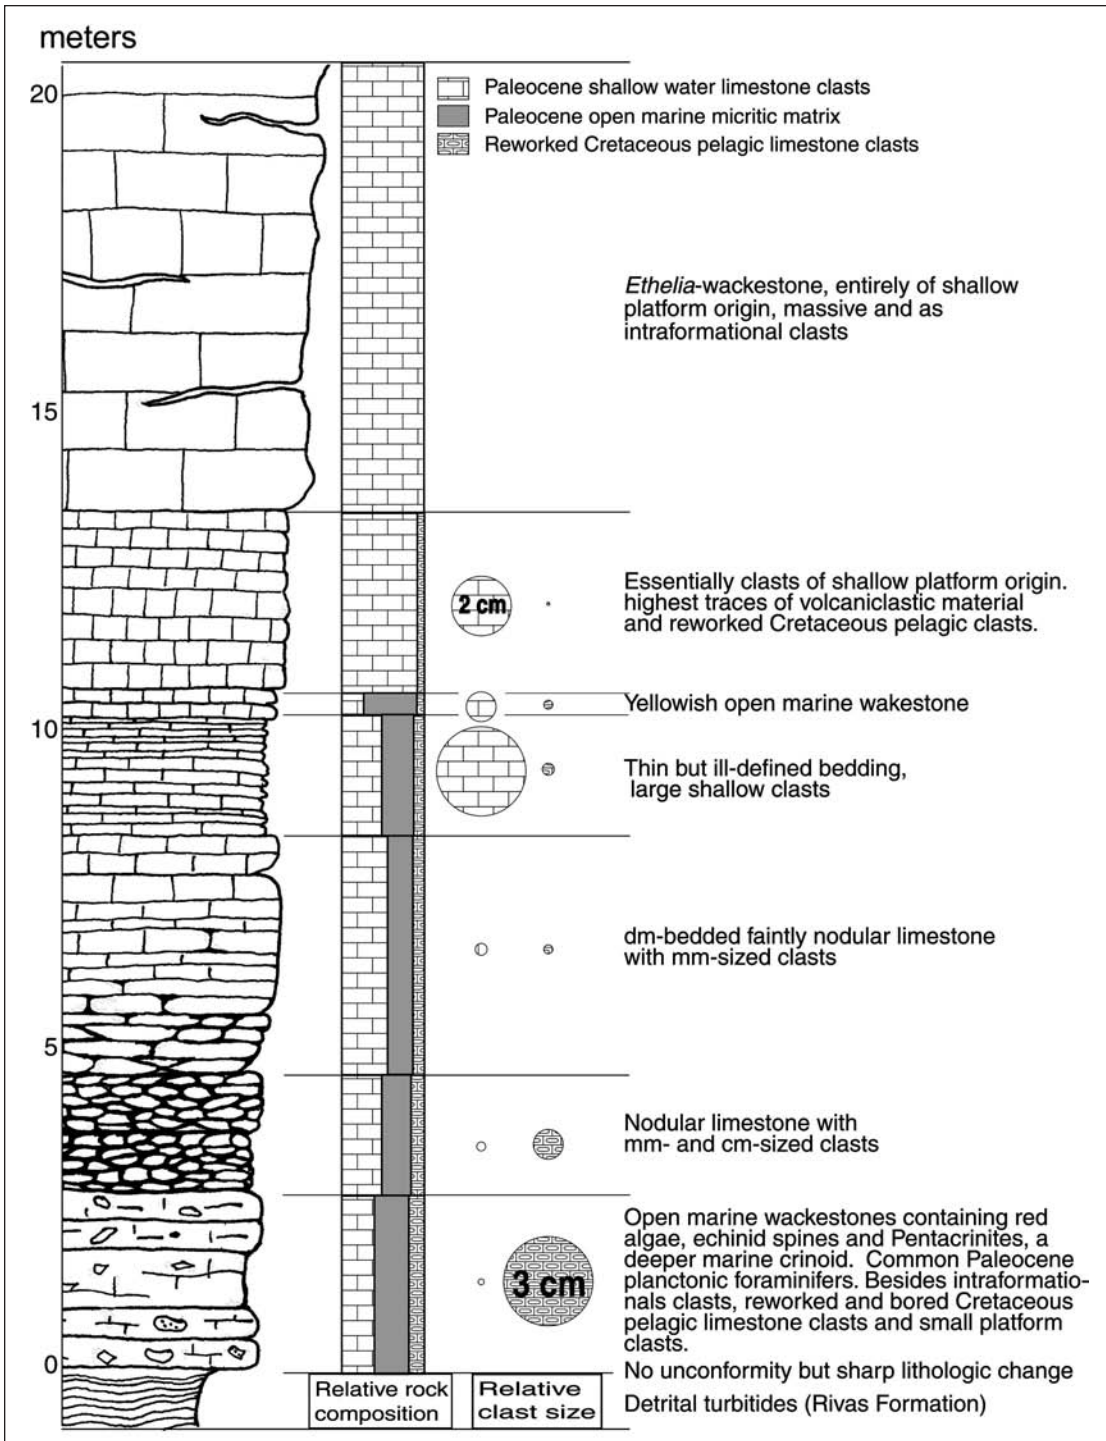 meters
20
Paleocene shallow water limestone clasts
Paleocene open marine micritic matrix
Reworked Cretaceous pelagic limestone clasts
Ethelia-wackestone, entirely of shallow
platform origin, massive and as
intraformational clasts
15
2 cm
Essentially clasts of shallow platform origin.
highest traces of volcaniclastic material
and reworked Cretaceous pelagic clasts.
Yellowish open marine wakestone
10
Thin but ill-defined bedding,
large shallow clasts
dm-bedded faintly nodular limestone
with mm-sized clasts
5
Nodular limestone with
mm- and cm-sized clasts
3 cm
Open marine wackestones containing red
algae, echinid spines and Pentacrinites, a
deeper marine crinoid. Common Paleocene
planctonic foraminifers. Besides intraformatio-
nals clasts, reworked and bored Cretaceous
pelagic limestone clasts and small platform
clasts.
0
No unconformity but sharp lithologic change
Relative rock
composition
Relative
clast size
Detrital turbitides (Rivas Formation)